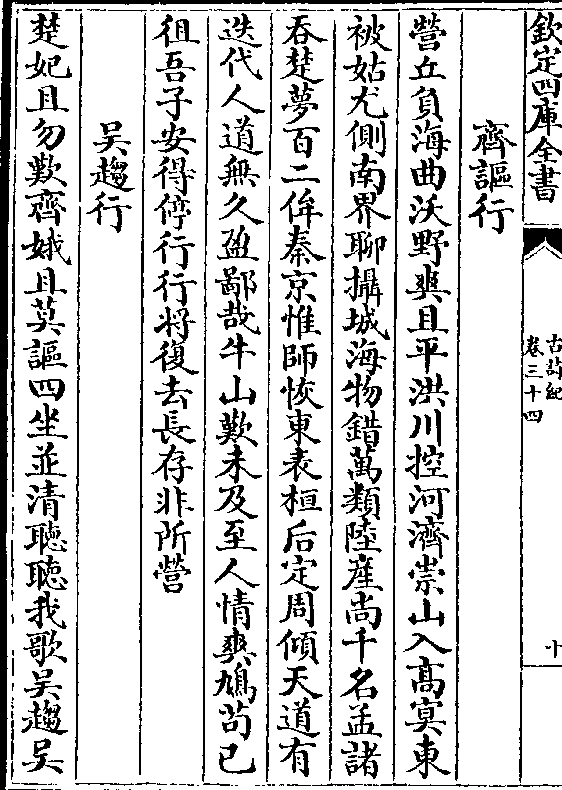 欽定四庫全書
古詩紀
卷三十四
十
齊謳行
營丘負海曲沃野爽且平洪川控河濟崇山入髙㝠東
被姑尤側南界聊攝城海物錯萬類陸產尚千名孟諸
吞楚夢百二侔秦京惟師恢東表桓后定周傾天道有
迭代人道無久盈鄙哉牛山歎未及至人情爽鳩茍已
徂吾子安得停行行将復去長存非所營
吴趨行
楚妃且勿歎齊娥且莫謳四坐並清聽聽我歌吴趨吴